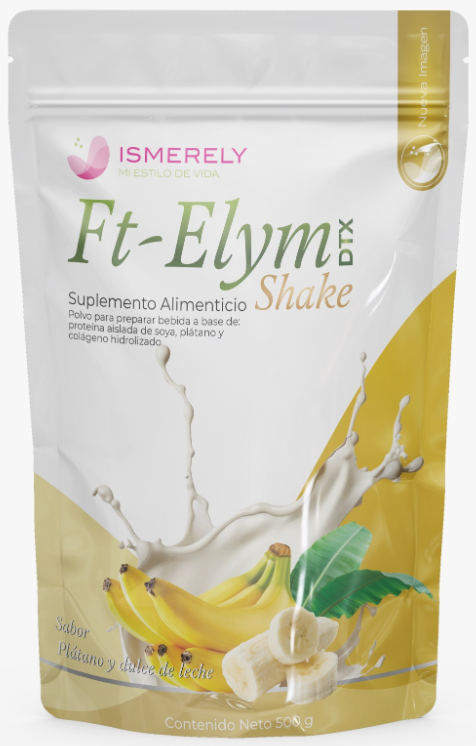 Nueva Imagen
ISMERELY
MI ESTILO DE VIDA
Ft-Elym DTX
Shake
Suplemento Alimenticio
Polvo para preparar bebida a base de:
proteína aislada de soya, plátano y
colágeno hidrolizado
Sabor
Plátano y dulce de leche
Contenido Neto 500 g